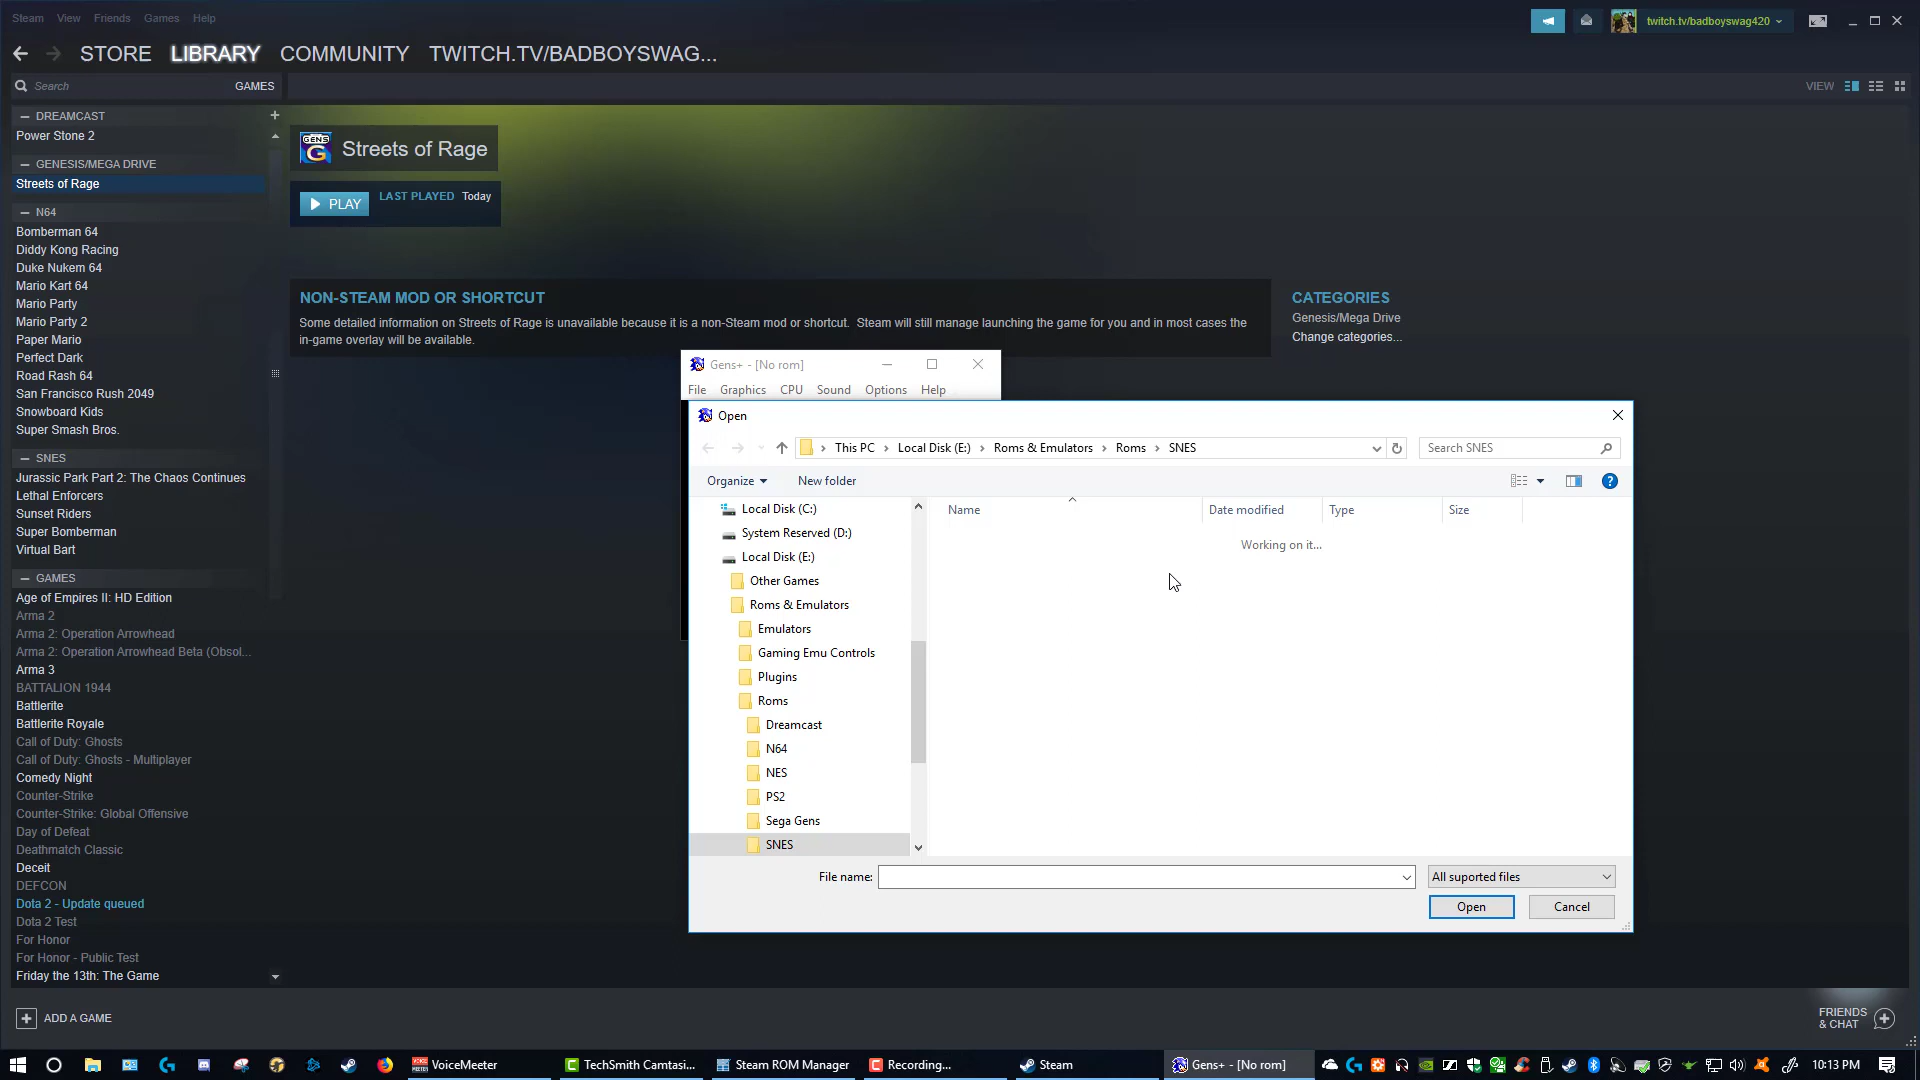 Steam View Friends Games Help
twitch.tv/badboyswag420
STORE LIBRARY COMMUNITY TWITCH.TV/BADBOYSWAG...
Search GAMES VIEW
DREAMCAST
Power Stone 2
GENESIS/MEGA DRIVE
Streets of Rage
N64
Bomberman 64
Diddy Kong Racing
Duke Nukem 64
Mario Kart 64
Mario Party
Mario Party 2
Paper Mario
Perfect Dark
Road Rash 64
San Francisco Rush 2049
Snowboard Kids
Super Smash Bros.
SNES
Jurassic Park Part 2: The Chaos Continues
Lethal Enforcers
Sunset Riders
Super Bomberman
Virtual Bart
GAMES
Age of Empires II: HD Edition
Arma 2
Arma 2: Operation Arrowhead
Arma 2: Operation Arrowhead Beta (Obsol...
Arma 3
BATTALION 1944
Battlerite
Battlerite Royale
Call of Duty: Ghosts
Call of Duty: Ghosts - Multiplayer
Comedy Night
Counter-Strike
Counter-Strike: Global Offensive
Day of Defeat
Deathmatch Classic
Deceit
DEFCON
Dota 2 - Update queued
Dota 2 Test
For Honor
For Honor - Public Test
Friday the 13th: The Game
ADD A GAME
GENS
G
Streets of Rage
PLAY LAST PLAYED Today
NON-STEAM MOD OR SHORTCUT
Some detailed information on Streets of Rage is unavailable because it is a non-Steam mod or shortcut. Steam will still manage launching the game for you and in most cases the
in-game overlay will be available.
CATEGORIES
Genesis/Mega Drive
Change categories...
Gens+ - [No rom]
File Graphics CPU Sound Options Help
Open
This PC Local Disk (E:) Roms & Emulators Roms SNES
Search SNES
Organize New folder
Local Disk (C:)
System Reserved (D:)
Local Disk (E:)
Other Games
Roms & Emulators
Emulators
Gaming Emu Controls
Plugins
Roms
Dreamcast
N64
NES
PS2
Sega Gens
SNES
Name Date modified Type Size
Working on it...
File name: All suported files
Open Cancel
FRIENDS
& CHAT
VoiceMeeter TechSmith Camtasi... Steam ROM Manager Recording... Steam Gens+ - [No rom] 10:13 PM